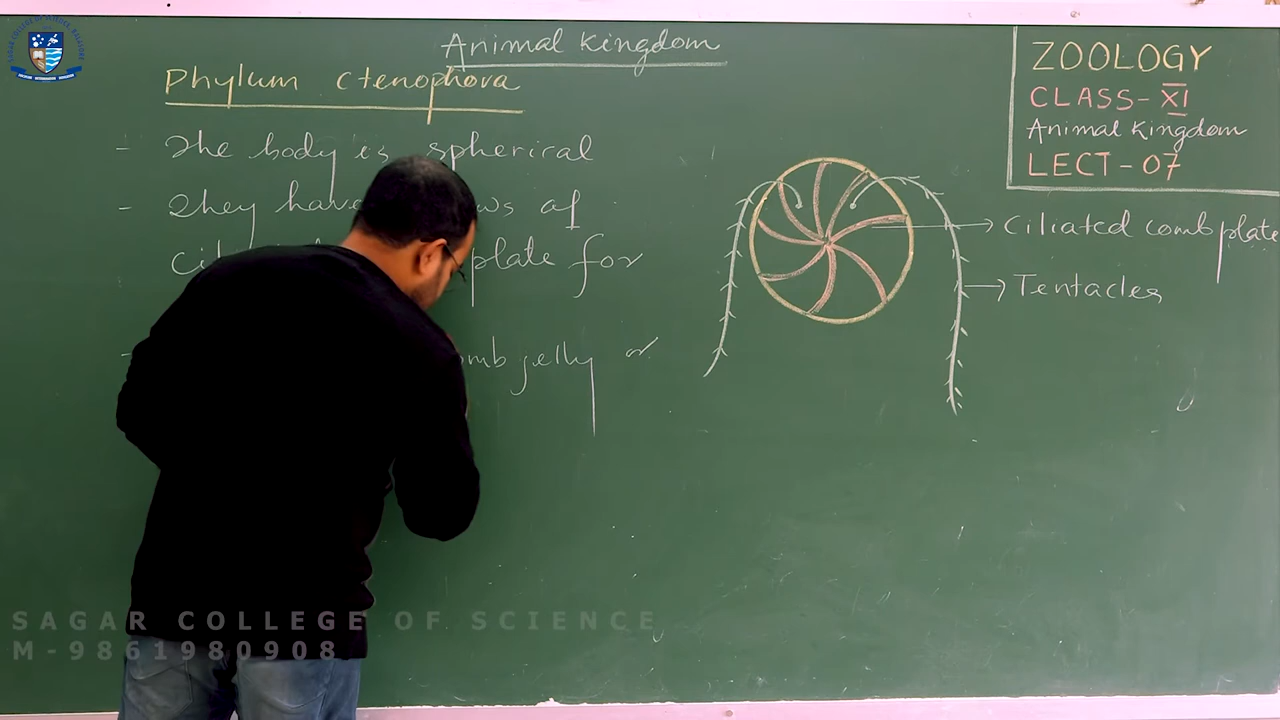 Animal Kingdom
Phylum Ctenophora
- The body is spherical
- They have of
plate for
- jelly or
Ciliated comb plate
Tentacles
ZOOLOGY
CLASS- XI
Animal Kingdom
LECT-07
SAGAR COLLEGE OF SCIENCE
M-9861980908